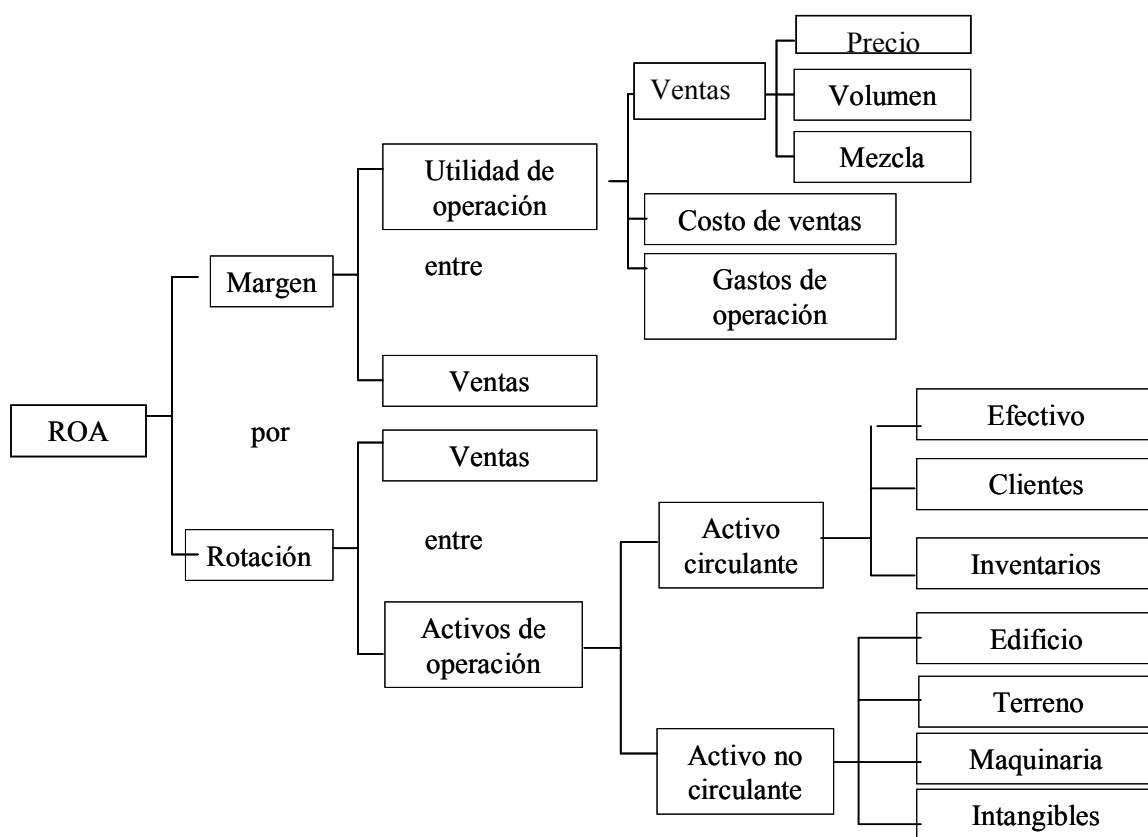 Precio
Ventas
Volumen
Mezcla
Utilidad de
operación
Costo de ventas
entre
Gastos de
operación
Margen
Ventas
ROA
por
Ventas
Efectivo
Clientes
Rotación
entre
Activo
circulante
Inventarios
Activos de
operación
Edificio
Terreno
Activo no
circulante
Maquinaria
Intangibles